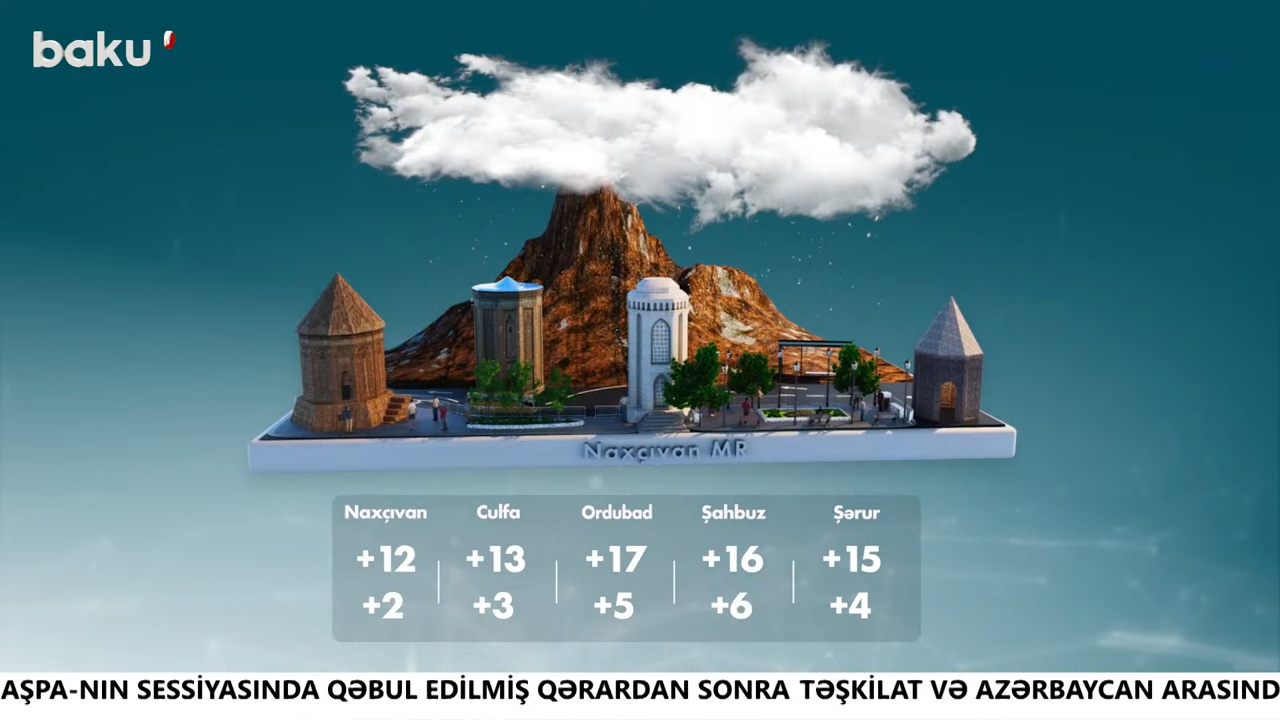 baku
Naxçıvan MR
Naxçıvan Culfa Ordubad Şahbuz Şərur
+12 +13 +17 +16 +15
+2 +3 +5 +6 +4
AŞPA-NIN SESSİYASINDA QƏBUL EDİLMİŞ QƏRARDAN SONRA TƏŞKİLAT VƏ AZƏRBAYCAN ARASIND